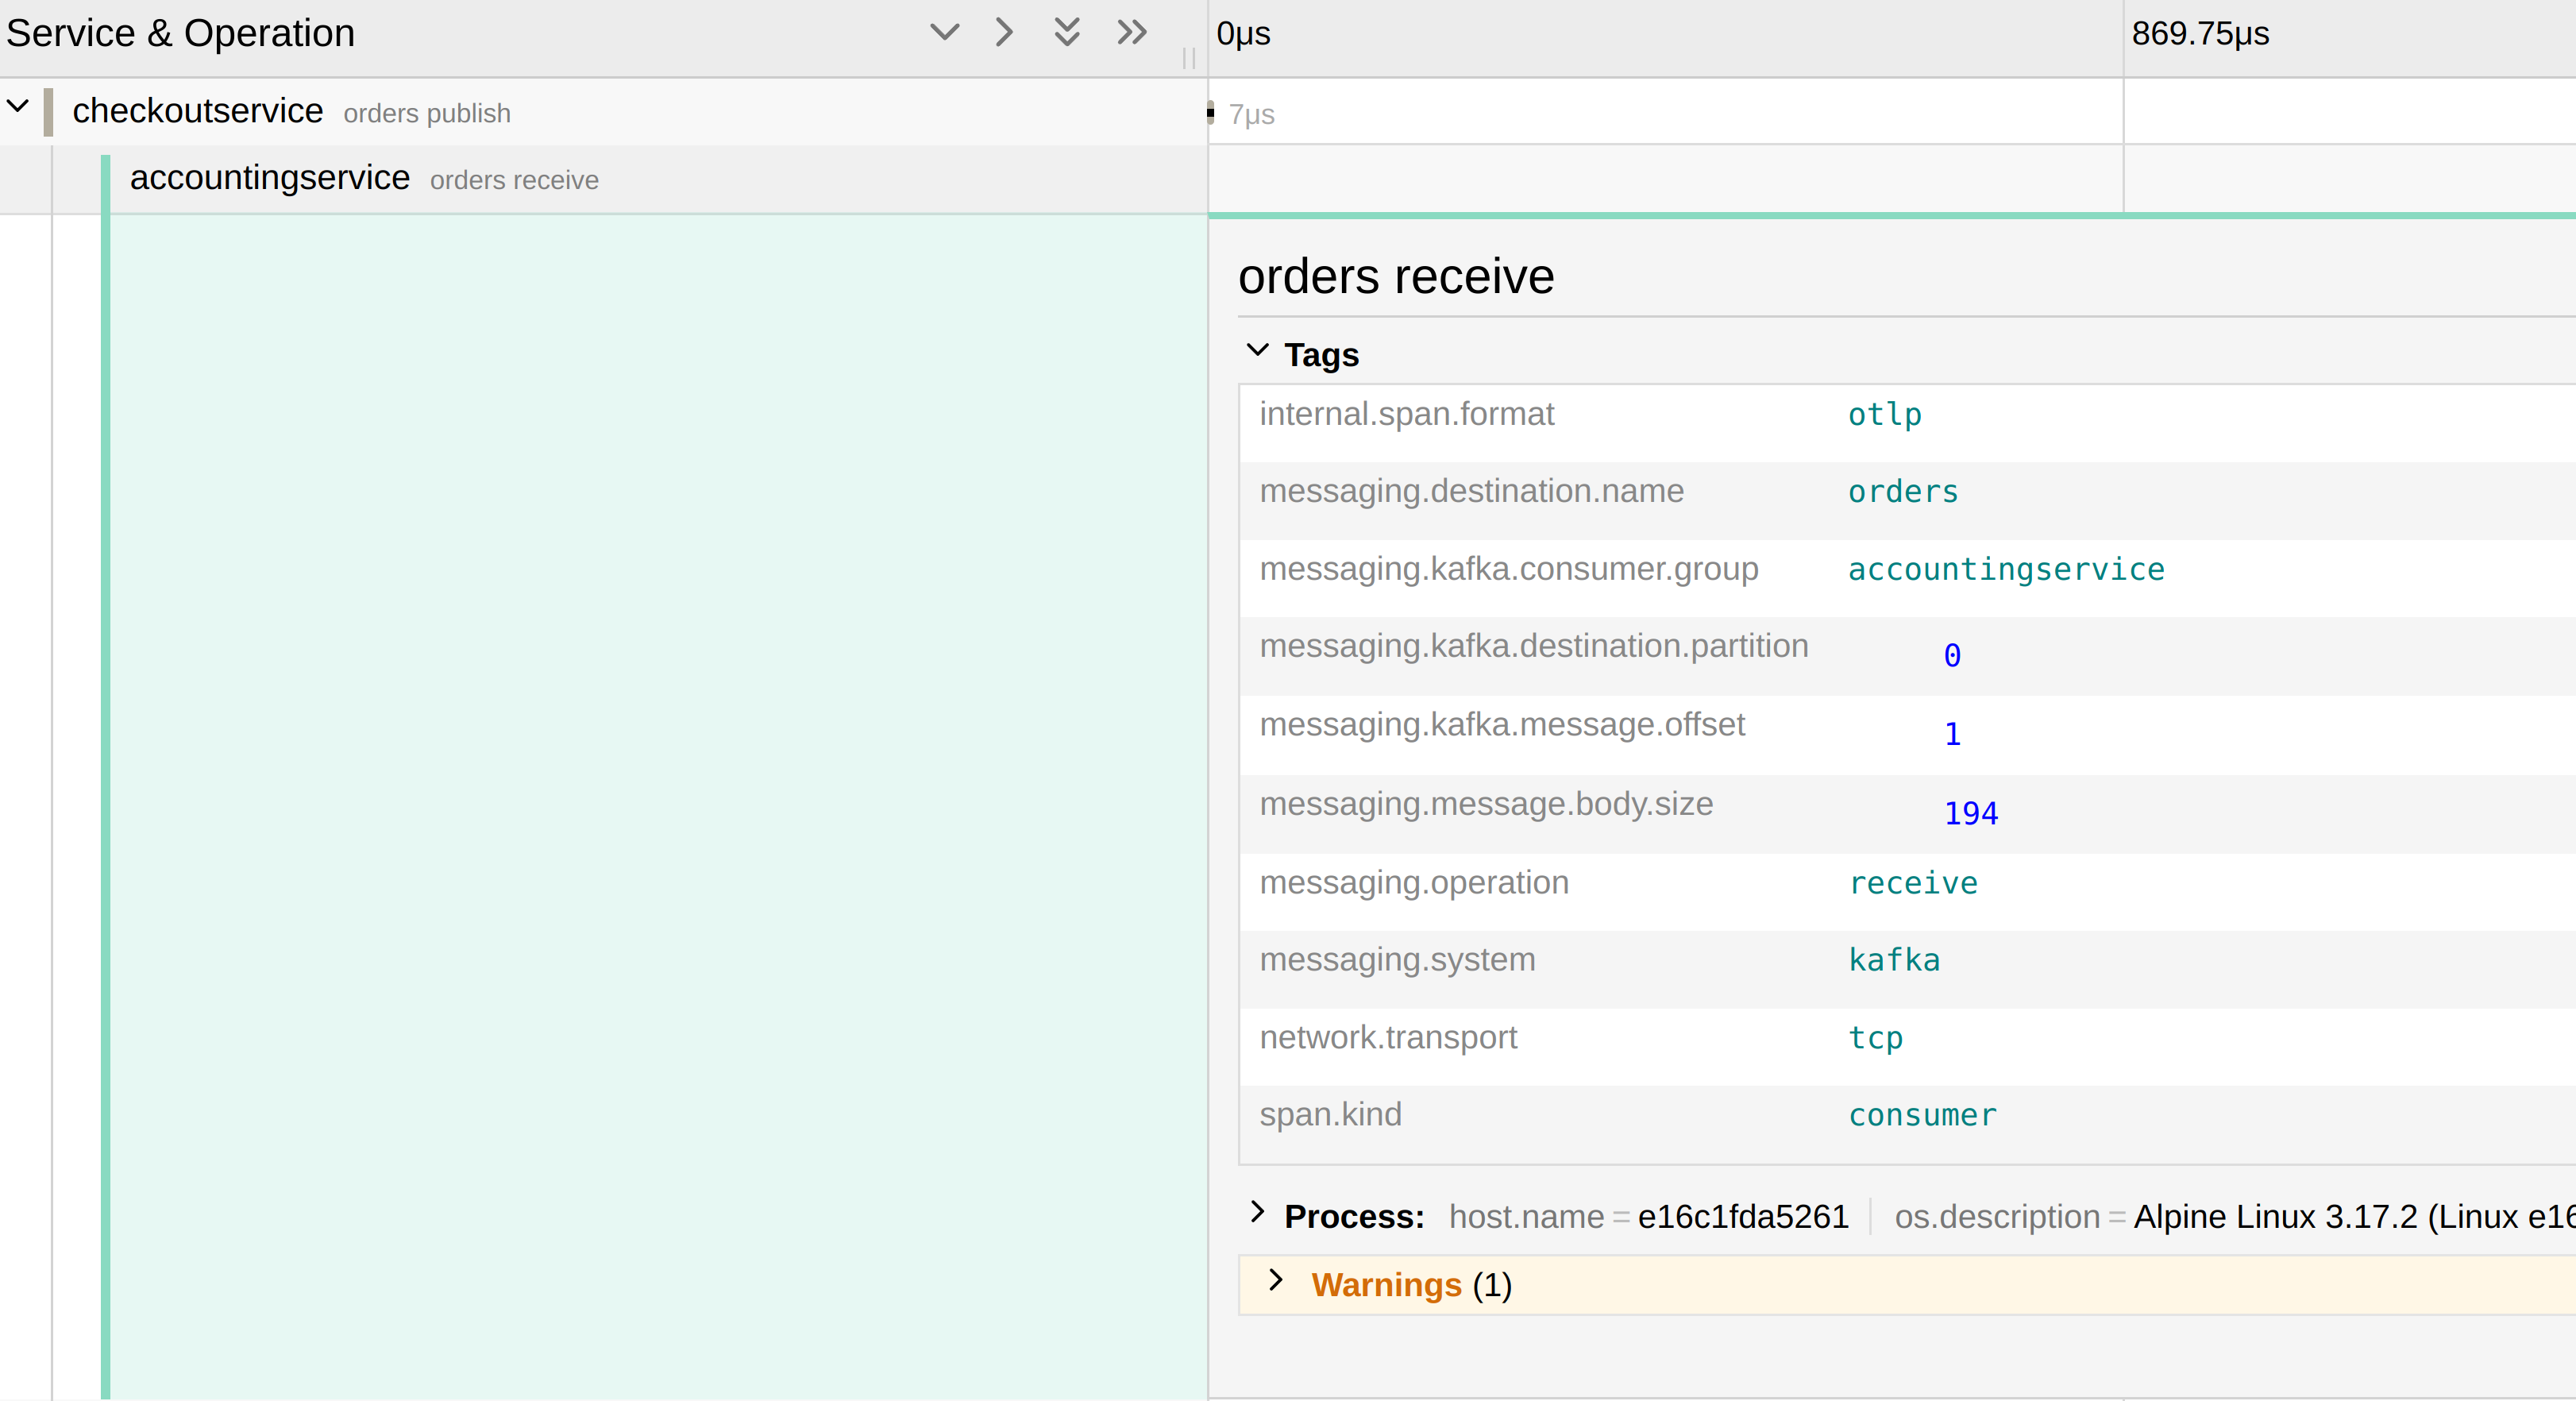 Service & Operation 0μs 869.75μs
checkoutservice orders publish 7μs
accountingservice orders receive
orders receive
Tags
internal.span.format otlp
messaging.destination.name orders
messaging.kafka.consumer.group accountingservice
messaging.kafka.destination.partition 0
messaging.kafka.message.offset 1
messaging.message.body.size 194
messaging.operation receive
messaging.system kafka
network.transport tcp
span.kind consumer
Process: host.name = e16c1fda5261 os.description = Alpine Linux 3.17.2 (Linux e16
Warnings (1)